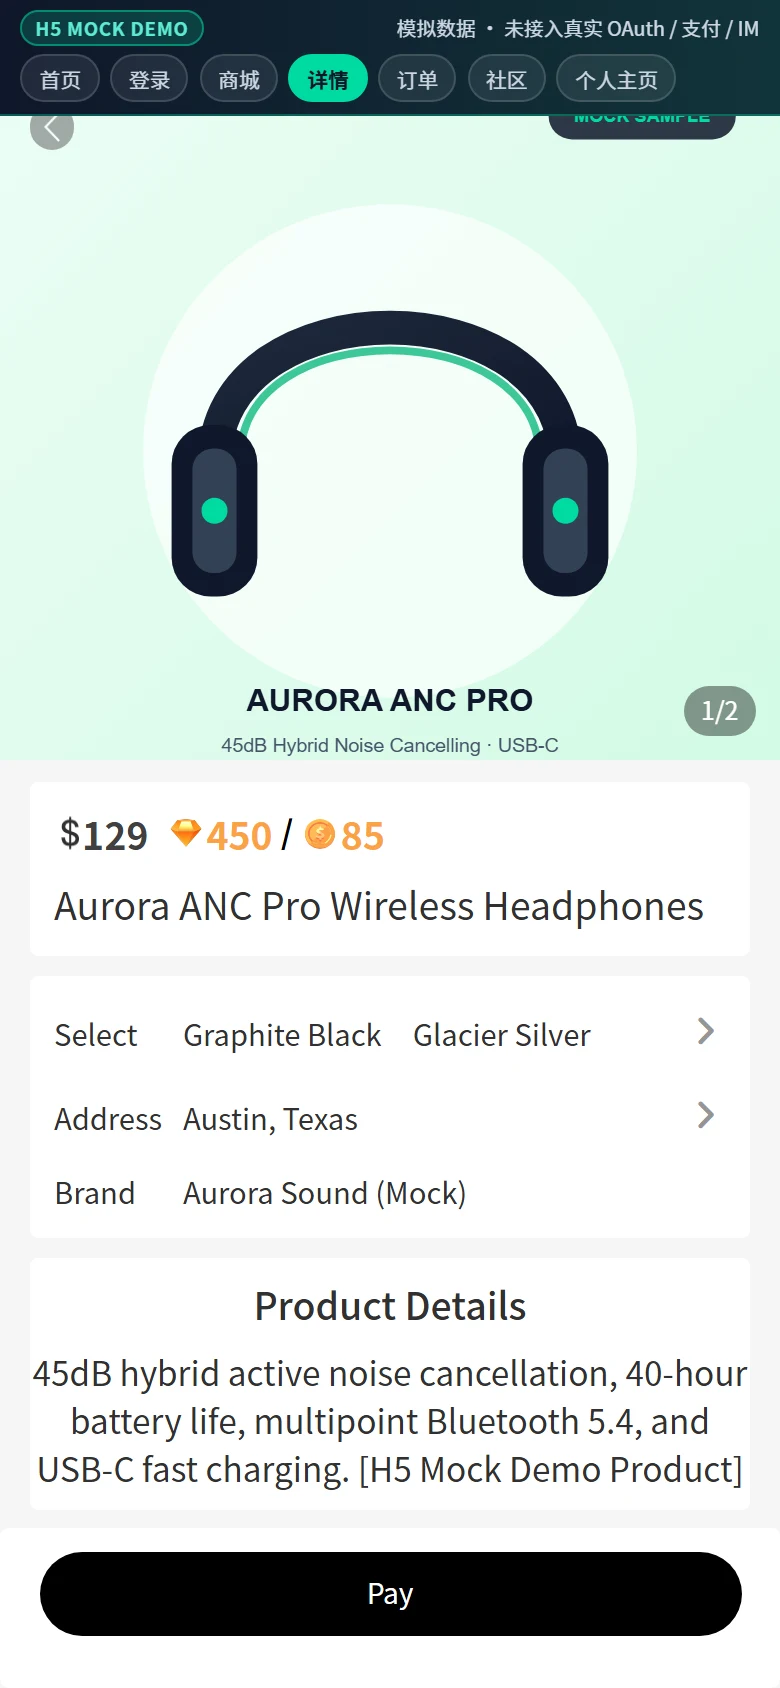 H5 MOCK DEMO
模拟数据 · 未接入真实 OAuth / 支付 / IM
首页 登录 商城 详情 订单 社区 个人主页
MOCK SAMPLE
AURORA ANC PRO
1/2
45dB Hybrid Noise Cancelling · USB-C
$129 450 / 85
Aurora ANC Pro Wireless Headphones
Select Graphite Black Glacier Silver
Address Austin, Texas
Brand Aurora Sound (Mock)
Product Details
45dB hybrid active noise cancellation, 40-hour
battery life, multipoint Bluetooth 5.4, and
USB-C fast charging. [H5 Mock Demo Product]
Pay